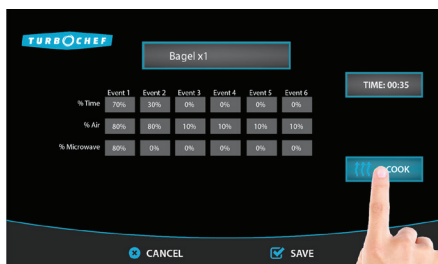 TURBOCHEF
Bagel x1
TIME: 00:35
Event 1 Event 2 Event 3 Event 4 Event 5 Event 6
% Time 70% 30% 0% 0% 0% 0%
% Air 80% 80% 10% 10% 10% 10%
% Microwave 80% 0% 0% 0% 0% 0%
COOK
CANCEL SAVE